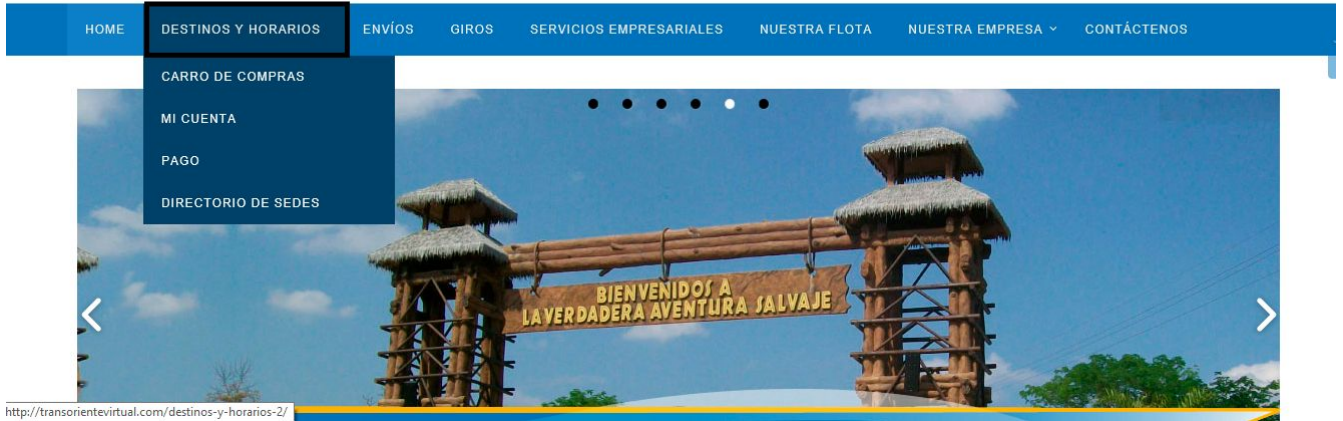 HOME DESTINOS Y HORARIOS ENVÍOS GIROS SERVICIOS EMPRESARIALES NUESTRA FLOTA NUESTRA EMPRESA CONTÁCTENOS
CARRO DE COMPRAS
MI CUENTA
PAGO
DIRECTORIO DE SEDES
BIENVENIDOS A
LA VERDADERA AVENTURA SALVAJE
http://transorientevirtual.com/destinos-y-horarios-2/